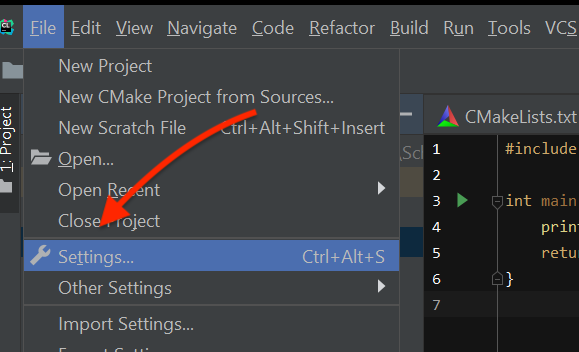 File Edit View Navigate Code Refactor Build Run Tools VCS
New Project
New CMake Project from Sources...
New Scratch File Ctrl+Alt+Shift+Insert
Open...
Open Recent
Close Project
Settings... Ctrl+Alt+S
Other Settings
Import Settings...
1: Project
CMakeLists.txt
1 #include
2
3 int main
4 prin
5 retu
6 }
7